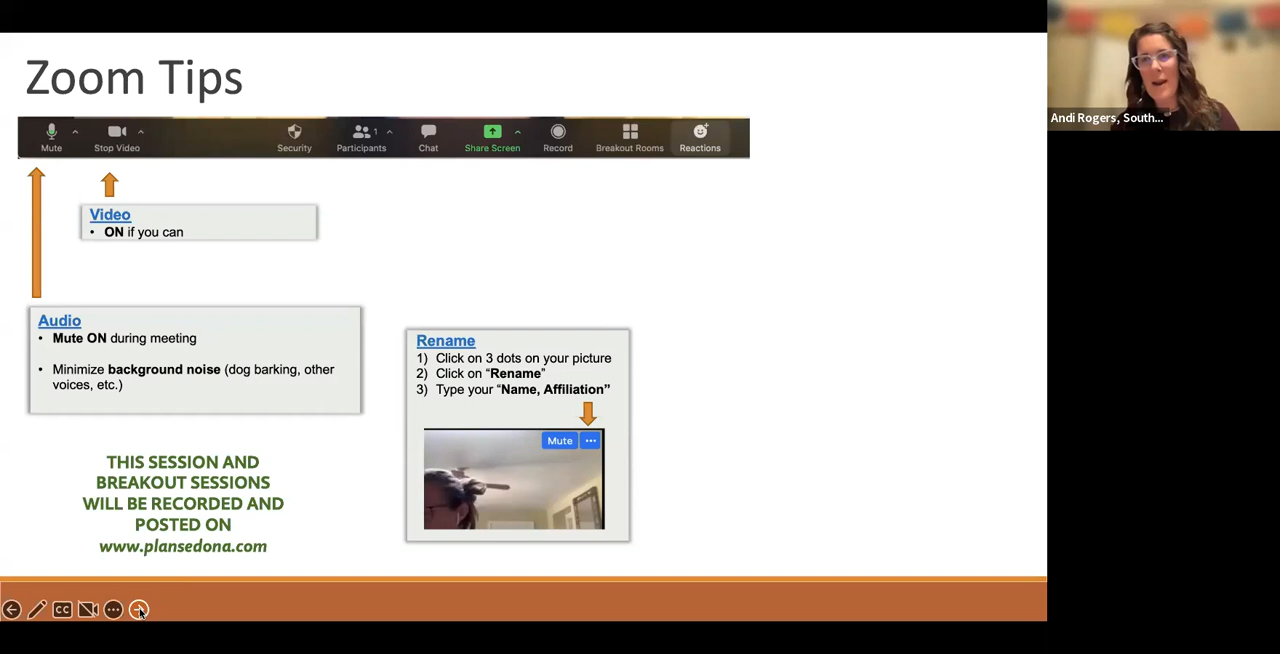 Zoom Tips
Mute
Stop Video
Security
1
Participants
Chat
Share Screen
Record
Breakout Rooms
Reactions
Video
• ON if you can
Audio
• Mute ON during meeting
• Minimize background noise (dog barking, other
voices, etc.)
Rename
1) Click on 3 dots on your picture
2) Click on “Rename”
3) Type your “Name, Affiliation”
Mute ...
THIS SESSION AND
BREAKOUT SESSIONS
WILL BE RECORDED AND
POSTED ON
www.plansedona.com
CC
Andi Rogers, South...